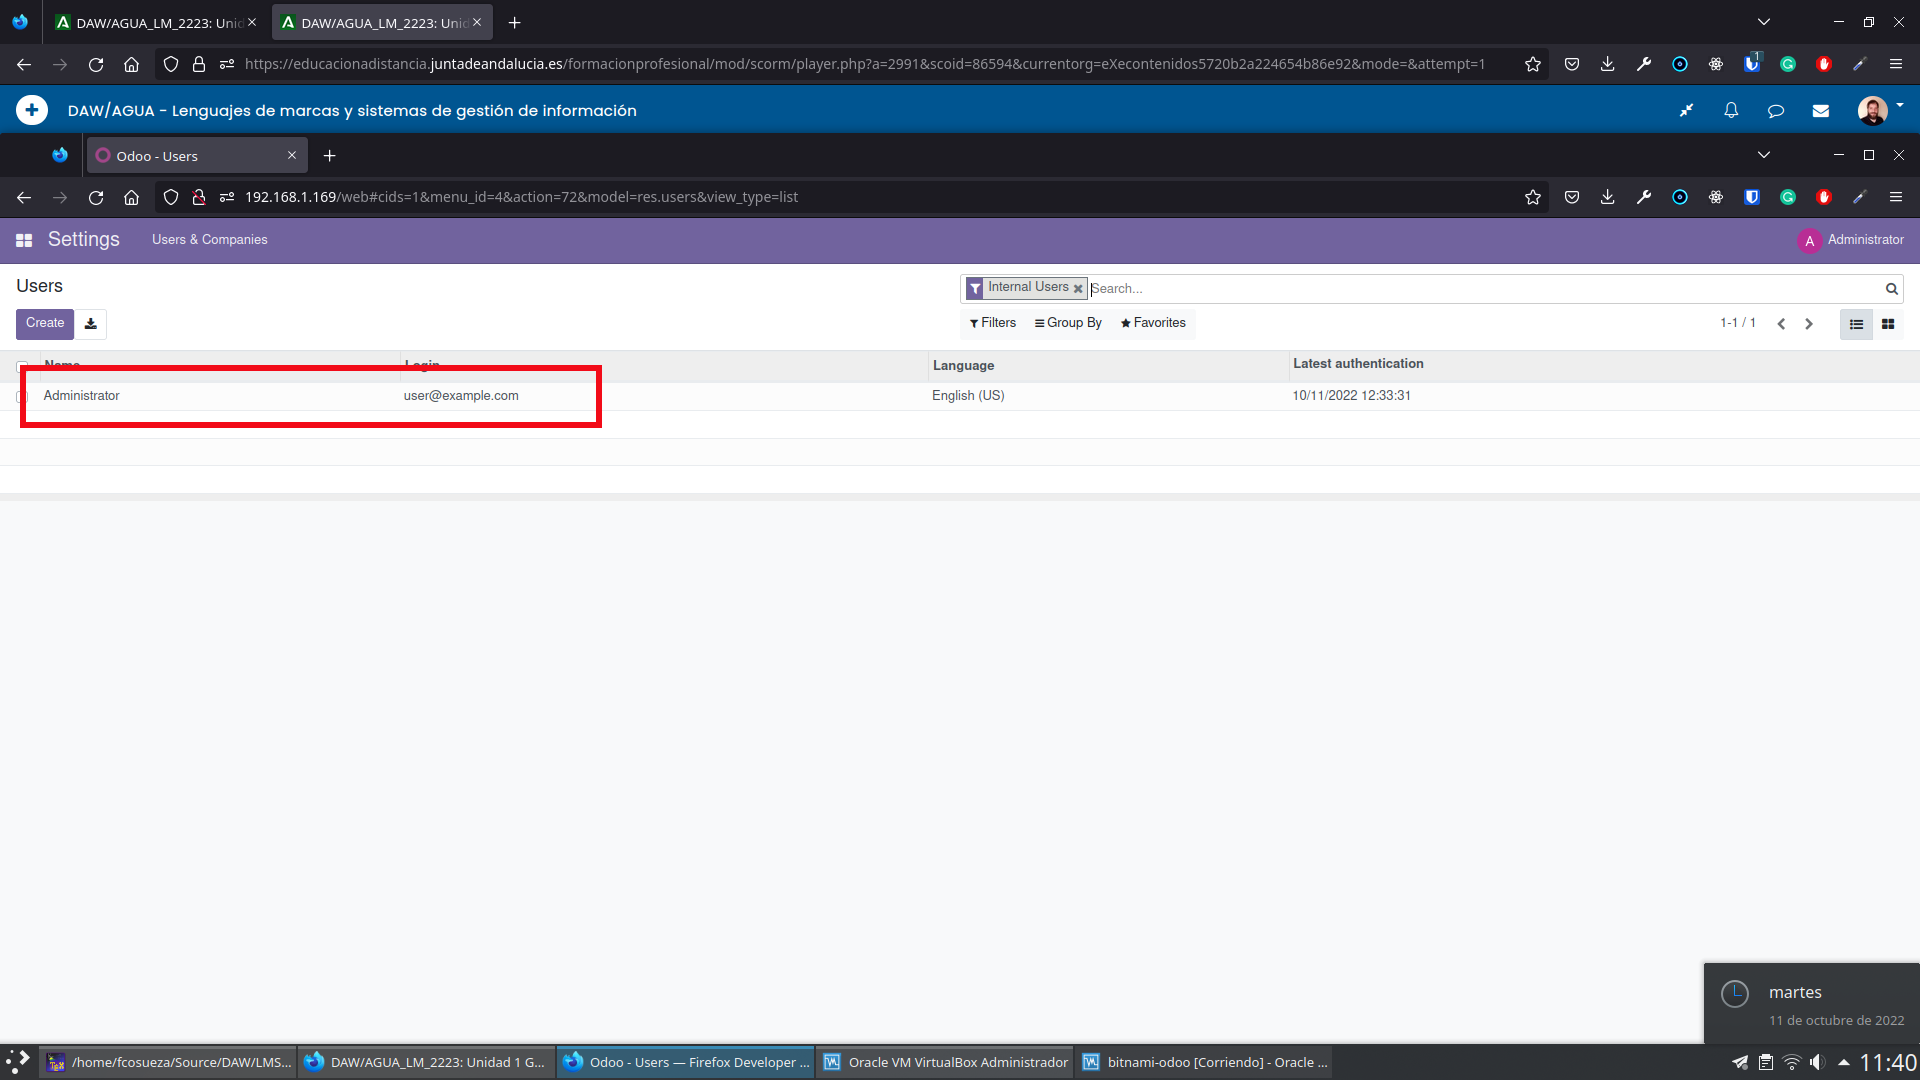 DAW/AGUA_LM_2223: Unid
DAW/AGUA_LM_2223: Unid
https://educacionadistancia.juntadeandalucia.es/formacionprofesional/mod/scorm/player.php?a=2991&scoid=86594&currentorg=eXecontenidos5720b2a224654b86e92&mode=&attempt=1
1
DAW/AGUA - Lenguajes de marcas y sistemas de gestión de información
Odoo - Users
192.168.1.169/web#cids=1&menu_id=4&action=72&model=res.users&view_type=list
Settings Users & Companies
A Administrator
Users
Internal Users Search...
Create
Filters Group By Favorites
1-1 / 1
Name Login Language Latest authentication
Administrator user@example.com English (US) 10/11/2022 12:33:31
martes
11 de octubre de 2022
/home/fcosueza/Source/DAW/LMS...
DAW/AGUA_LM_2223: Unidad 1 G...
Odoo - Users — Firefox Developer ...
Oracle VM VirtualBox Administrador
bitnami-odoo [Corriendo] - Oracle ...
11:40